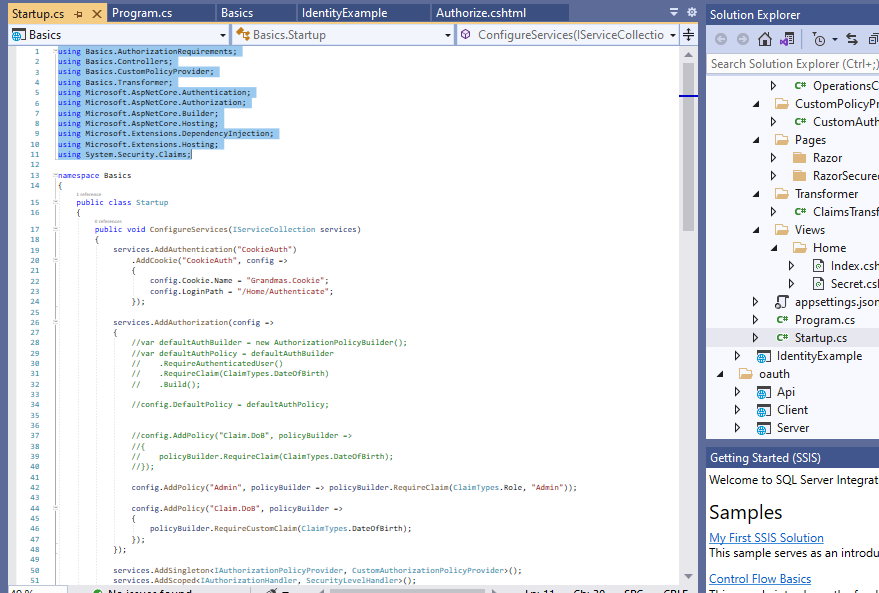 Startup.cs
Program.cs
Basics
IdentityExample
Authorize.cshtml
Basics
Basics.Startup
ConfigureServices(IServiceCollectio
1 using Basics.AuthorizationRequirements;
2 using Basics.Controllers;
3 using Basics.CustomPolicyProvider;
4 using Basics.Transformer;
5 using Microsoft.AspNetCore.Authentication;
6 using Microsoft.AspNetCore.Authorization;
7 using Microsoft.AspNetCore.Builder;
8 using Microsoft.AspNetCore.Hosting;
9 using Microsoft.Extensions.DependencyInjection;
10 using Microsoft.Extensions.Hosting;
11 using System.Security.Claims;
12
13 namespace Basics
14 {
1 reference
15 public class Startup
16 {
0 references
17 public void ConfigureServices(IServiceCollection services)
18 {
19 services.AddAuthentication("CookieAuth")
20 .AddCookie("CookieAuth", config =>
21 {
22 config.Cookie.Name = "Grandmas.Cookie";
23 config.LoginPath = "/Home/Authenticate";
24 });
25
26 services.AddAuthorization(config =>
27 {
28 //var defaultAuthBuilder = new AuthorizationPolicyBuilder();
29 //var defaultAuthPolicy = defaultAuthBuilder
30 // .RequireAuthenticatedUser()
31 // .RequireClaim(ClaimTypes.DateOfBirth)
32 // .Build();
33
34 //config.DefaultPolicy = defaultAuthPolicy;
35
36
37 //config.AddPolicy("Claim.DoB", policyBuilder =>
38 //{
39 // policyBuilder.RequireClaim(ClaimTypes.DateOfBirth);
40 //});
41
42 config.AddPolicy("Admin", policyBuilder => policyBuilder.RequireClaim(ClaimTypes.Role, "Admin"));
43
44 config.AddPolicy("Claim.DoB", policyBuilder =>
45 {
46 policyBuilder.RequireCustomClaim(ClaimTypes.DateOfBirth);
47 });
48 });
49
50 services.AddSingleton<IAuthorizationPolicyProvider, CustomAuthorizationPolicyProvider>();
51 services.AddScoped<IAuthorizationHandler, SecurityLevelHandler>();
Solution Explorer
Search Solution Explorer (Ctrl+;)
C# OperationsC
CustomPolicyPr
C# CustomAuth
Pages
Razor
RazorSecured
Transformer
C# ClaimsTransf
Views
Home
Index.csh
Secret.csl
appsettings.json
C# Program.cs
C# Startup.cs
IdentityExample
oauth
Api
Client
Server
Getting Started (SSIS)
Welcome to SQL Server Integrat
Samples
My First SSIS Solution
This sample serves as an introdu
Control Flow Basics